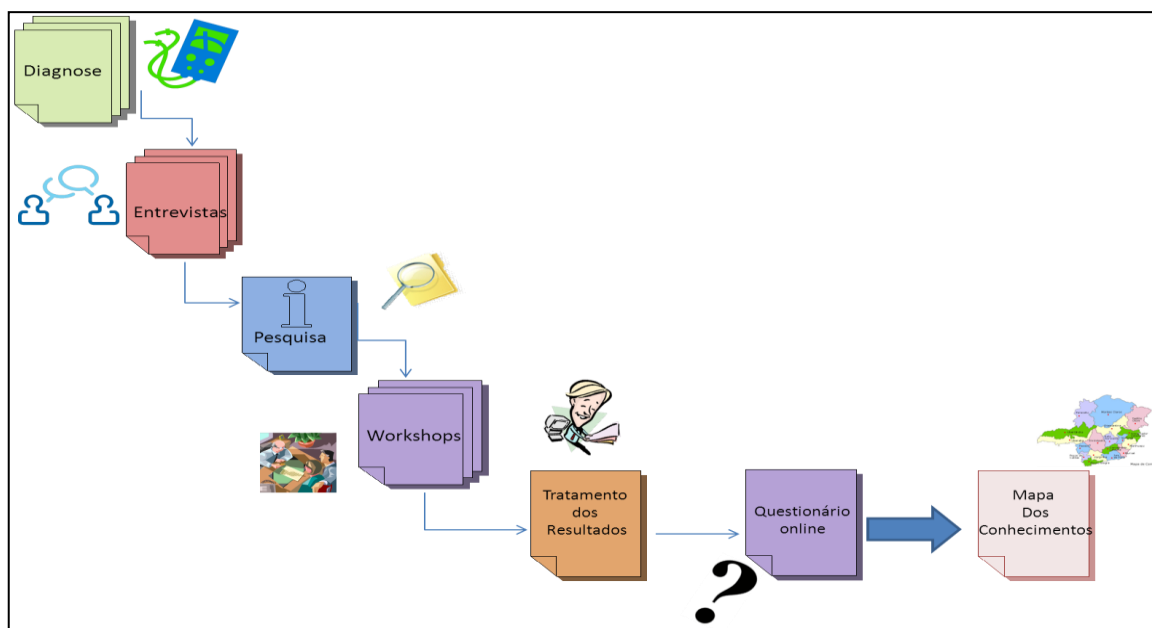 Diagnose
Entrevistas
i
Pesquisa
Workshops
Tratamento
dos
Resultados
Questionário
online
?
Mapa
Dos
Conhecimentos